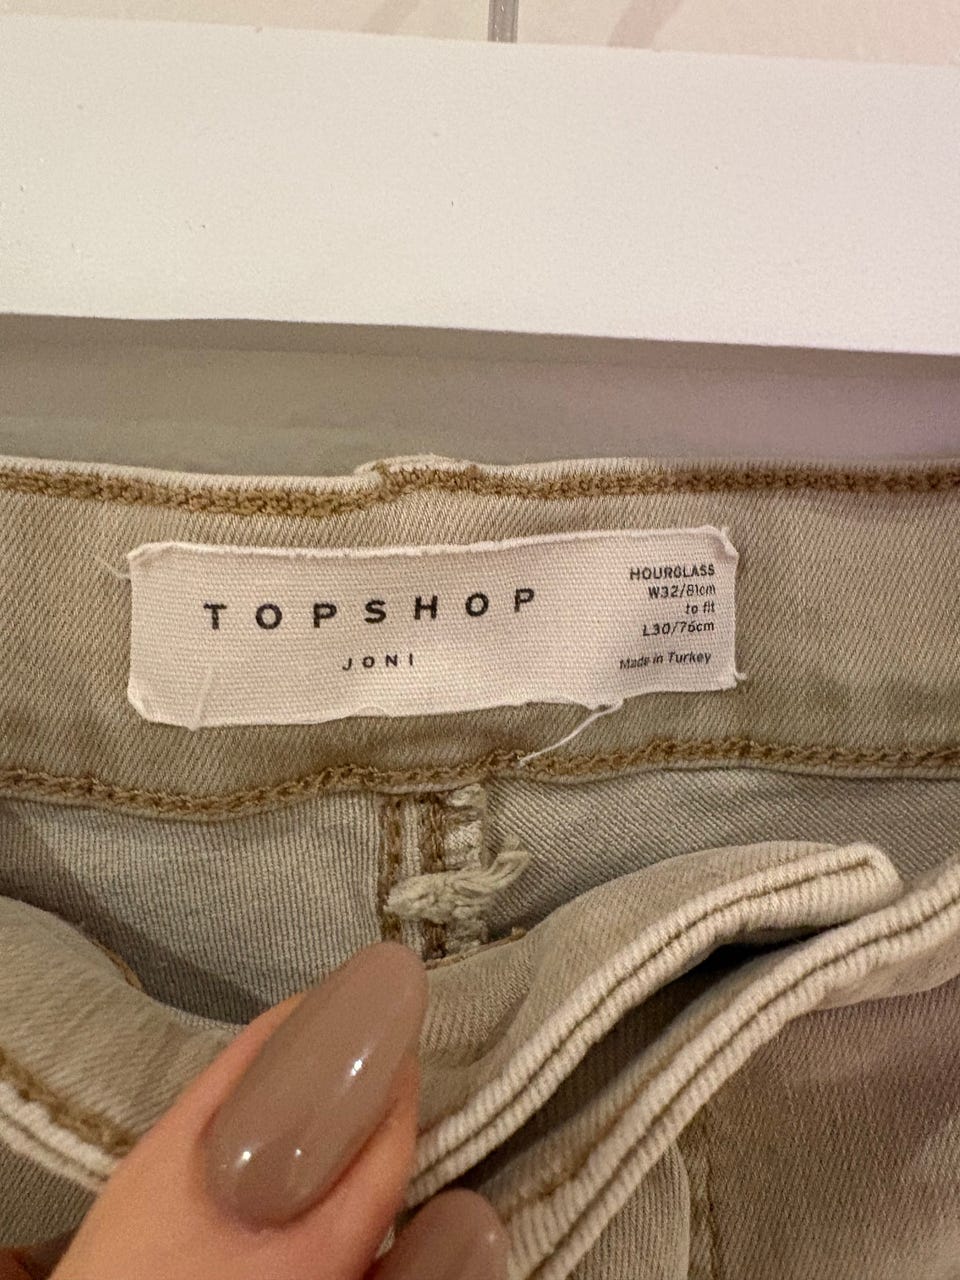 TOPSHOP
JONI
HOURGLASS
W32/81cm
to fit
L30/76cm
Made in Turkey